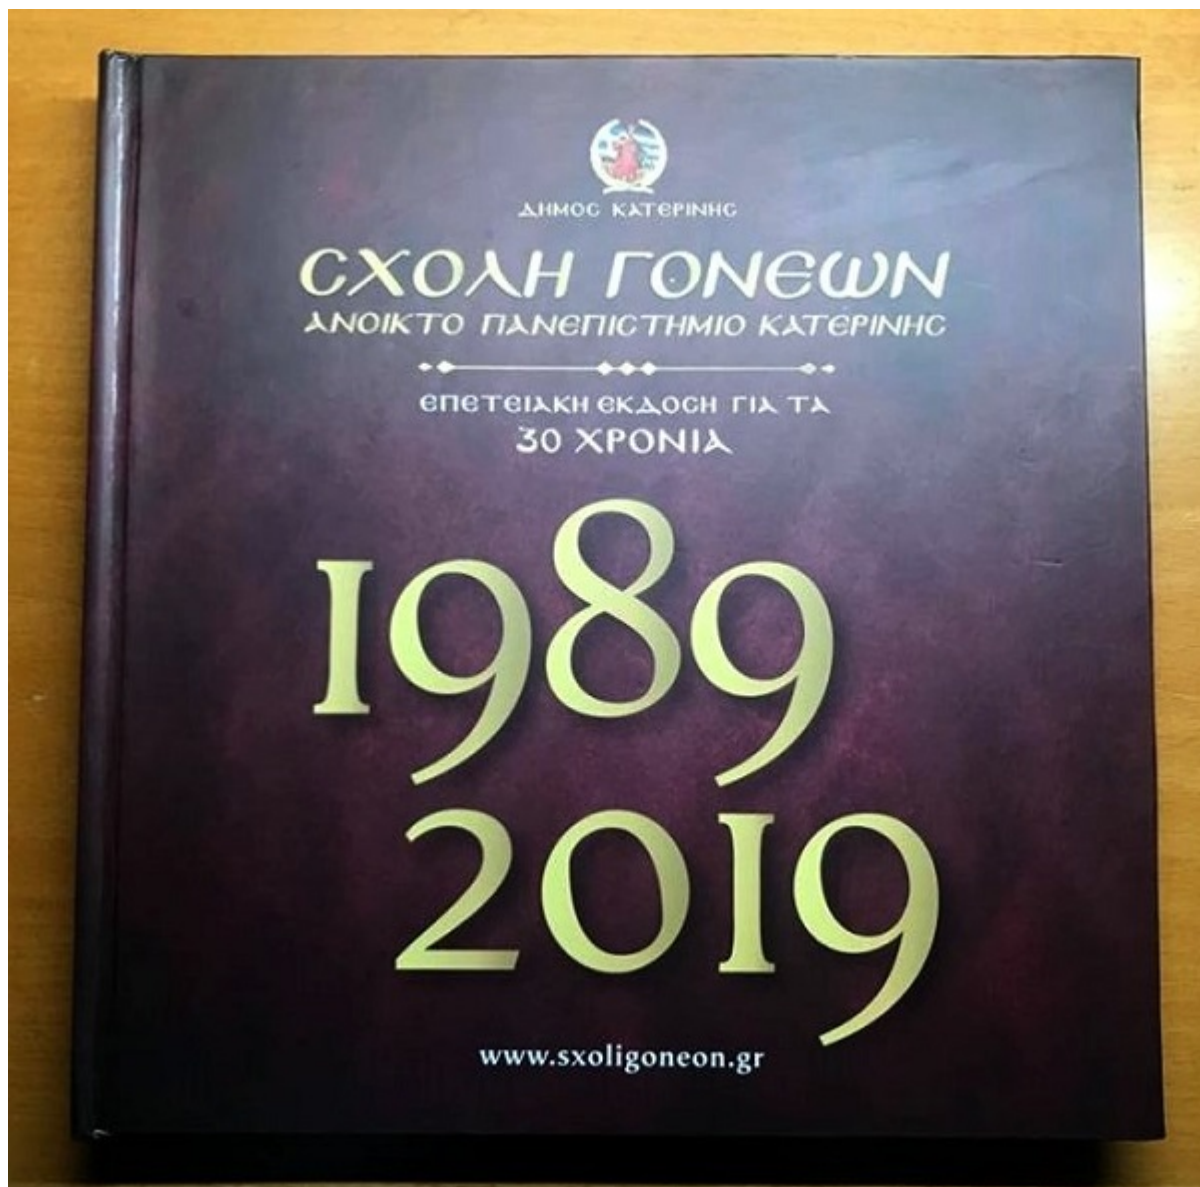 ΔΗΜΟΣ ΚΑΤΕΡΙΝΗΣ
ΣΧΟΛΗ ΓΟΝΕΩΝ
ΑΝΟΙΚΤΟ ΠΑΝΕΠΙΣΤΗΜΙΟ ΚΑΤΕΡΙΝΗΣ
ΕΠΕΤΕΙΑΚΗ ΕΚΔΟΣΗ ΓΙΑ ΤΑ
30 ΧΡΟΝΙΑ
1989
2019
www.sxoligoneon.gr